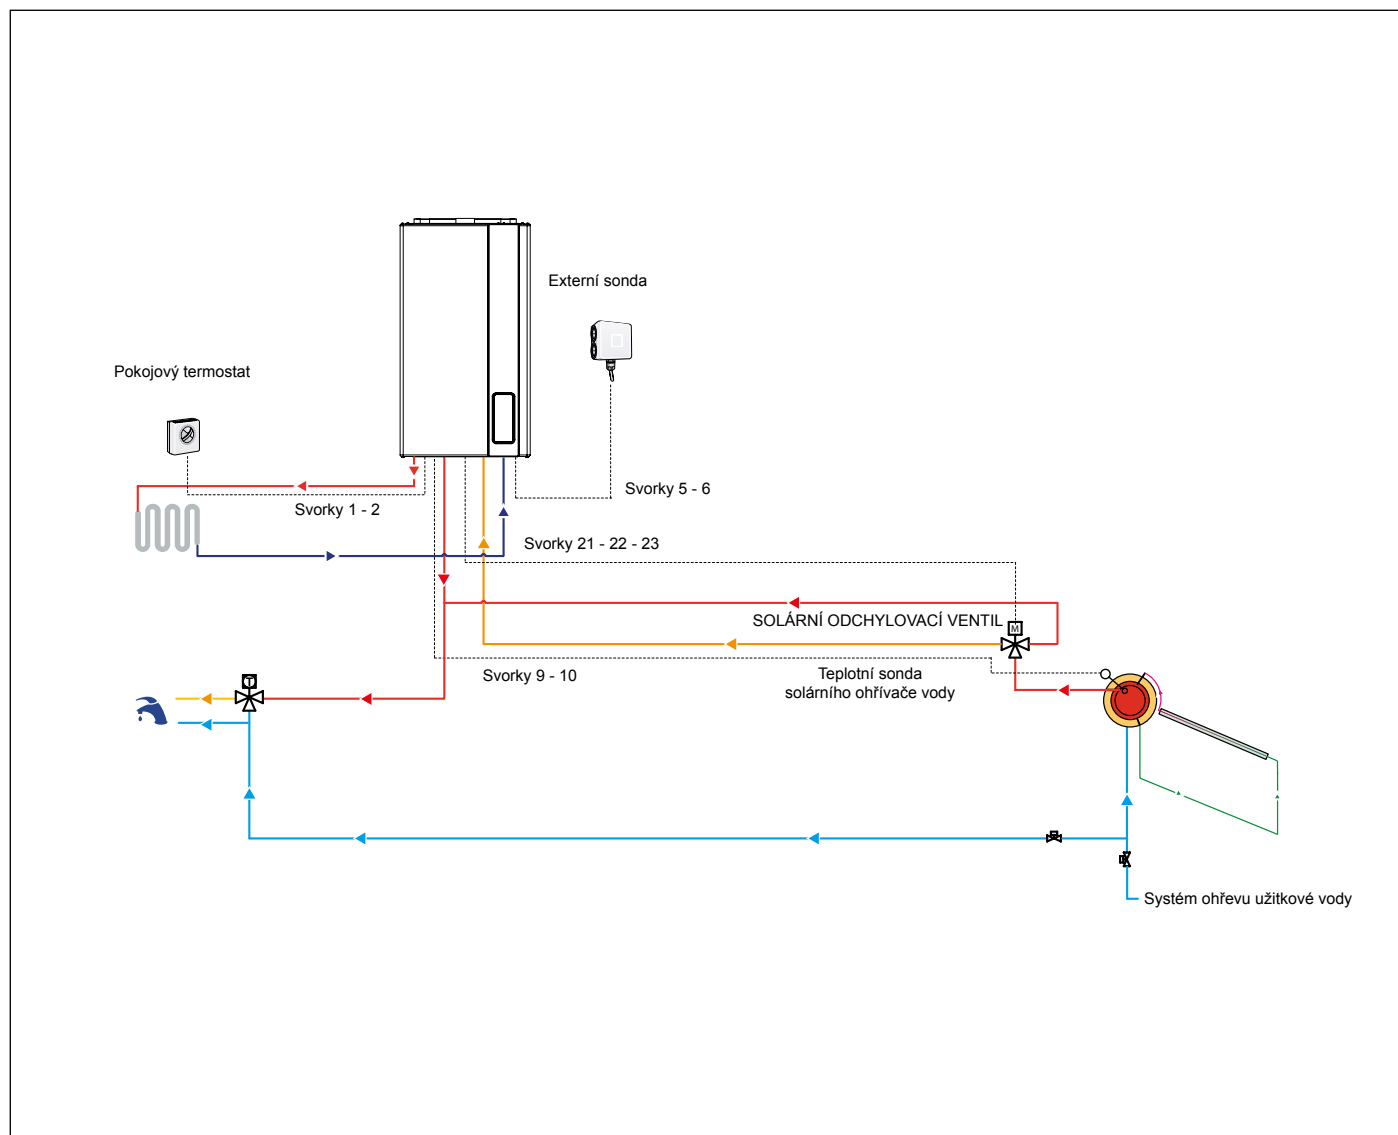 Externí sonda
Pokojový termostat
Svorky 5 - 6
Svorky 1 - 2
Svorky 21 - 22 - 23
SOLÁRNÍ ODCHYLOVACÍ VENTIL
M
Svorky 9 - 10
Teplotní sonda
solárního ohřívače vody
T
Systém ohřevu užitkové vody